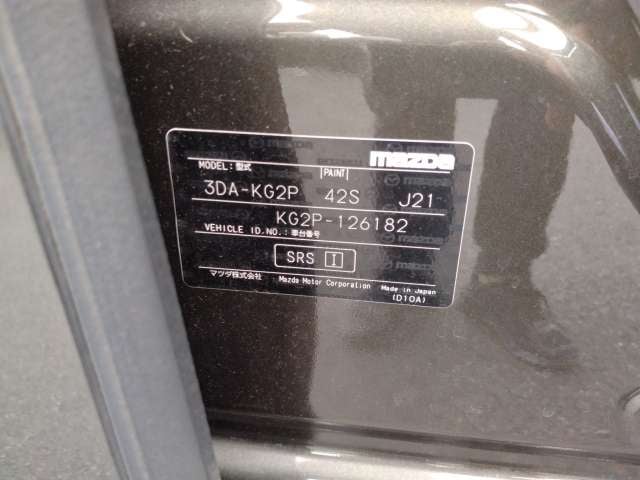 mazda
MODEL: 型式 PAINT
3DA-KG2P 42S J21
KG2P-126182
VEHICLE ID.NO.: 車台番号
SRS I
マツダ株式会社 Mazda Motor Corporation Made in Japan
(D10A)